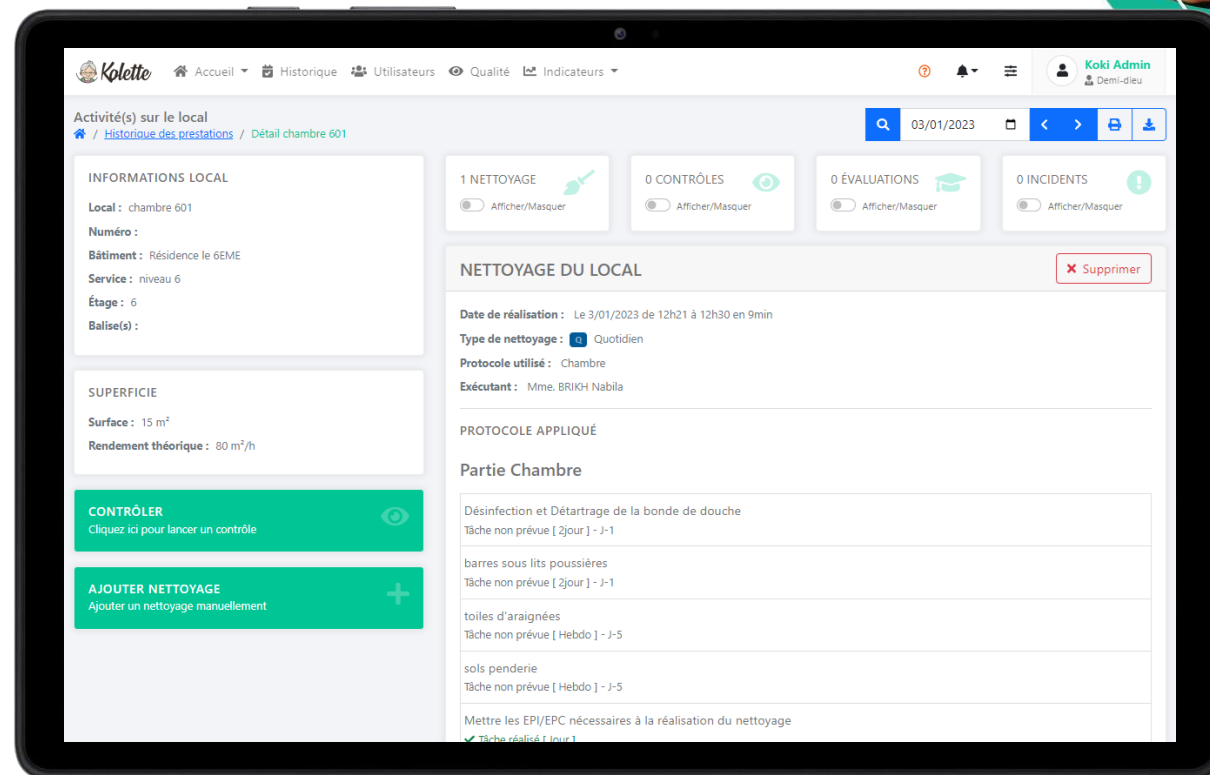 Kolette Accueil Historique Utilisateurs Qualité Indicateurs
Koki Admin
Demi-dieu
Activité(s) sur le local
/ Historique des prestations / Détail chambre 601
03/01/2023
INFORMATIONS LOCAL
Local : chambre 601
Numéro :
Bâtiment : Résidence le 6EME
Service : niveau 6
Étage : 6
Balise(s) :
SUPERFICIE
Surface : 15 m²
Rendement théorique : 80 m²/h
CONTRÔLER
Cliquez ici pour lancer un contrôle
AJOUTER NETTOYAGE
Ajouter un nettoyage manuellement
1 NETTOYAGE
Afficher/Masquer
0 CONTRÔLES
Afficher/Masquer
0 ÉVALUATIONS
Afficher/Masquer
0 INCIDENTS
Afficher/Masquer
NETTOYAGE DU LOCAL
Supprimer
Date de réalisation : Le 3/01/2023 de 12h21 à 12h30 en 9min
Type de nettoyage : Q Quotidien
Protocole utilisé : Chambre
Exécutant : Mme. BRIKH Nabila
PROTOCOLE APPLIQUÉ
Partie Chambre
Désinfection et Détartrage de la bonde de douche
Tâche non prévue [ 2jour ] - J-1
barres sous lits poussières
Tâche non prévue [ 2jour ] - J-1
toiles d'araignées
Tâche non prévue [ Hebdo ] - J-5
sols penderie
Tâche non prévue [ Hebdo ] - J-5
Mettre les EPI/EPC nécessaires à la réalisation du nettoyage
Tâche réalisé [ Jour ]